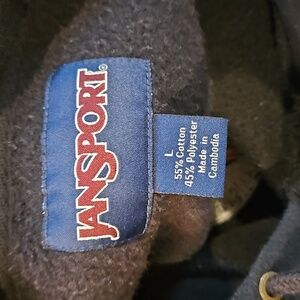 JANSPORT
L
55% Cotton
45% Polyester
Made in
Cambodia